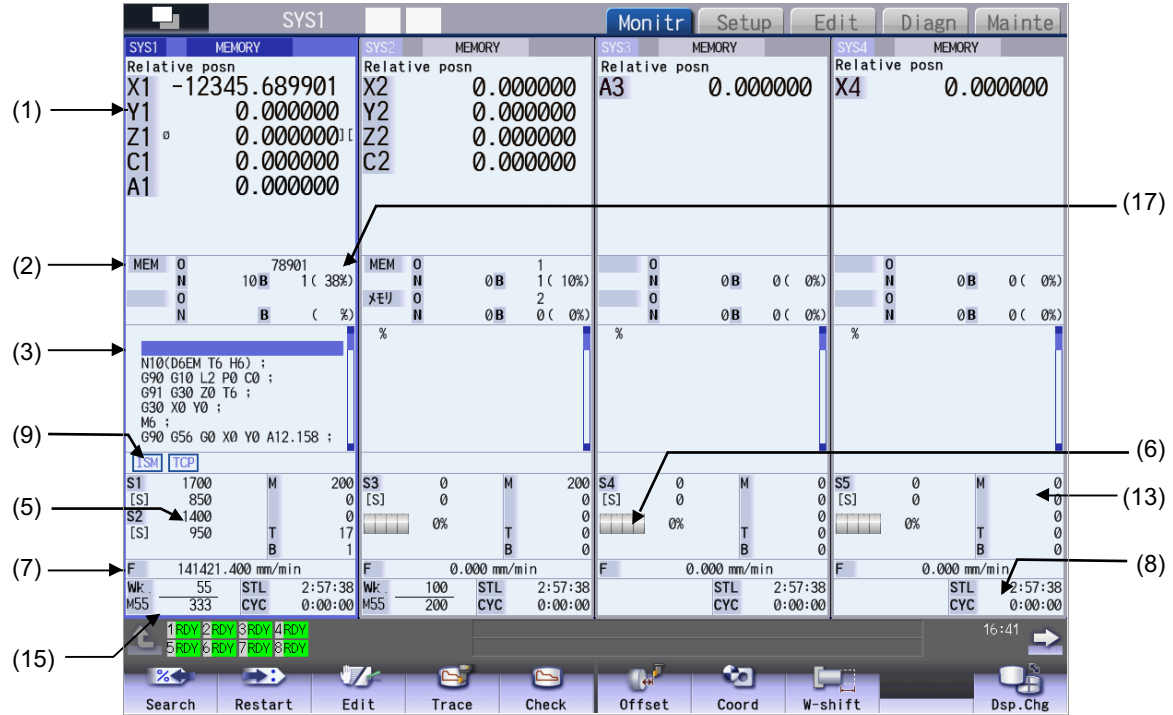 SYS1
Monitr Setup Edit Diagn Mainte
SYS1 MEMORY
Relative posn
X1 -12345.689901
Y1 0.000000
Z1 ø 0.000000][
C1 0.000000
A1 0.000000
MEM O 78901
N 10 B 1( 38%)
O
N B ( %)
N10(D6EM T6 H6) ;
G90 G10 L2 P0 C0 ;
G91 G30 Z0 T6 ;
G30 X0 Y0 ;
M6 ;
G90 G56 G0 X0 Y0 A12.158 ;
ISM TCP
S1 1700 M 200
[S] 850 0
S2 1400 0
[S] 950 T 17
B 1
F 141421.400 mm/min
Wk. 55 STL 2:57:38
M55 333 CYC 0:00:00
SYS2 MEMORY
Relative posn
X2 0.000000
Y2 0.000000
Z2 0.000000
C2 0.000000
MEM O 1
N 0 B 1( 10%)
メモリ O 2
N 0 B 0( 0%)
%
S3 0 M 200
[S] 0 0
0% 0
T 0
B 0
F 0.000 mm/min
Wk. 100 STL 2:57:38
M55 200 CYC 0:00:00
SYS3 MEMORY
Relative posn
A3 0.000000
O
N 0 B 0( 0%)
O
N 0 B 0( 0%)
%
S4 0 M 0
[S] 0 0
0% 0
T 0
B 0
F 0.000 mm/min
STL 2:57:38
CYC 0:00:00
SYS4 MEMORY
Relative posn
X4 0.000000
O
N 0 B 0( 0%)
O
N 0 B 0( 0%)
%
S5 0 M 0
[S] 0 0
0% 0
T 0
B 0
F 0.000 mm/min
STL 2:57:38
CYC 0:00:00
1 RDY 2 RDY 3 RDY 4 RDY
5 RDY 6 RDY 7 RDY 8 RDY
16:41
Search Restart Edit Trace Check Offset Coord W-shift Dsp.Chg
(1)
(2)
(3)
(9)
(5)
(7)
(15)
(17)
(6)
(13)
(8)